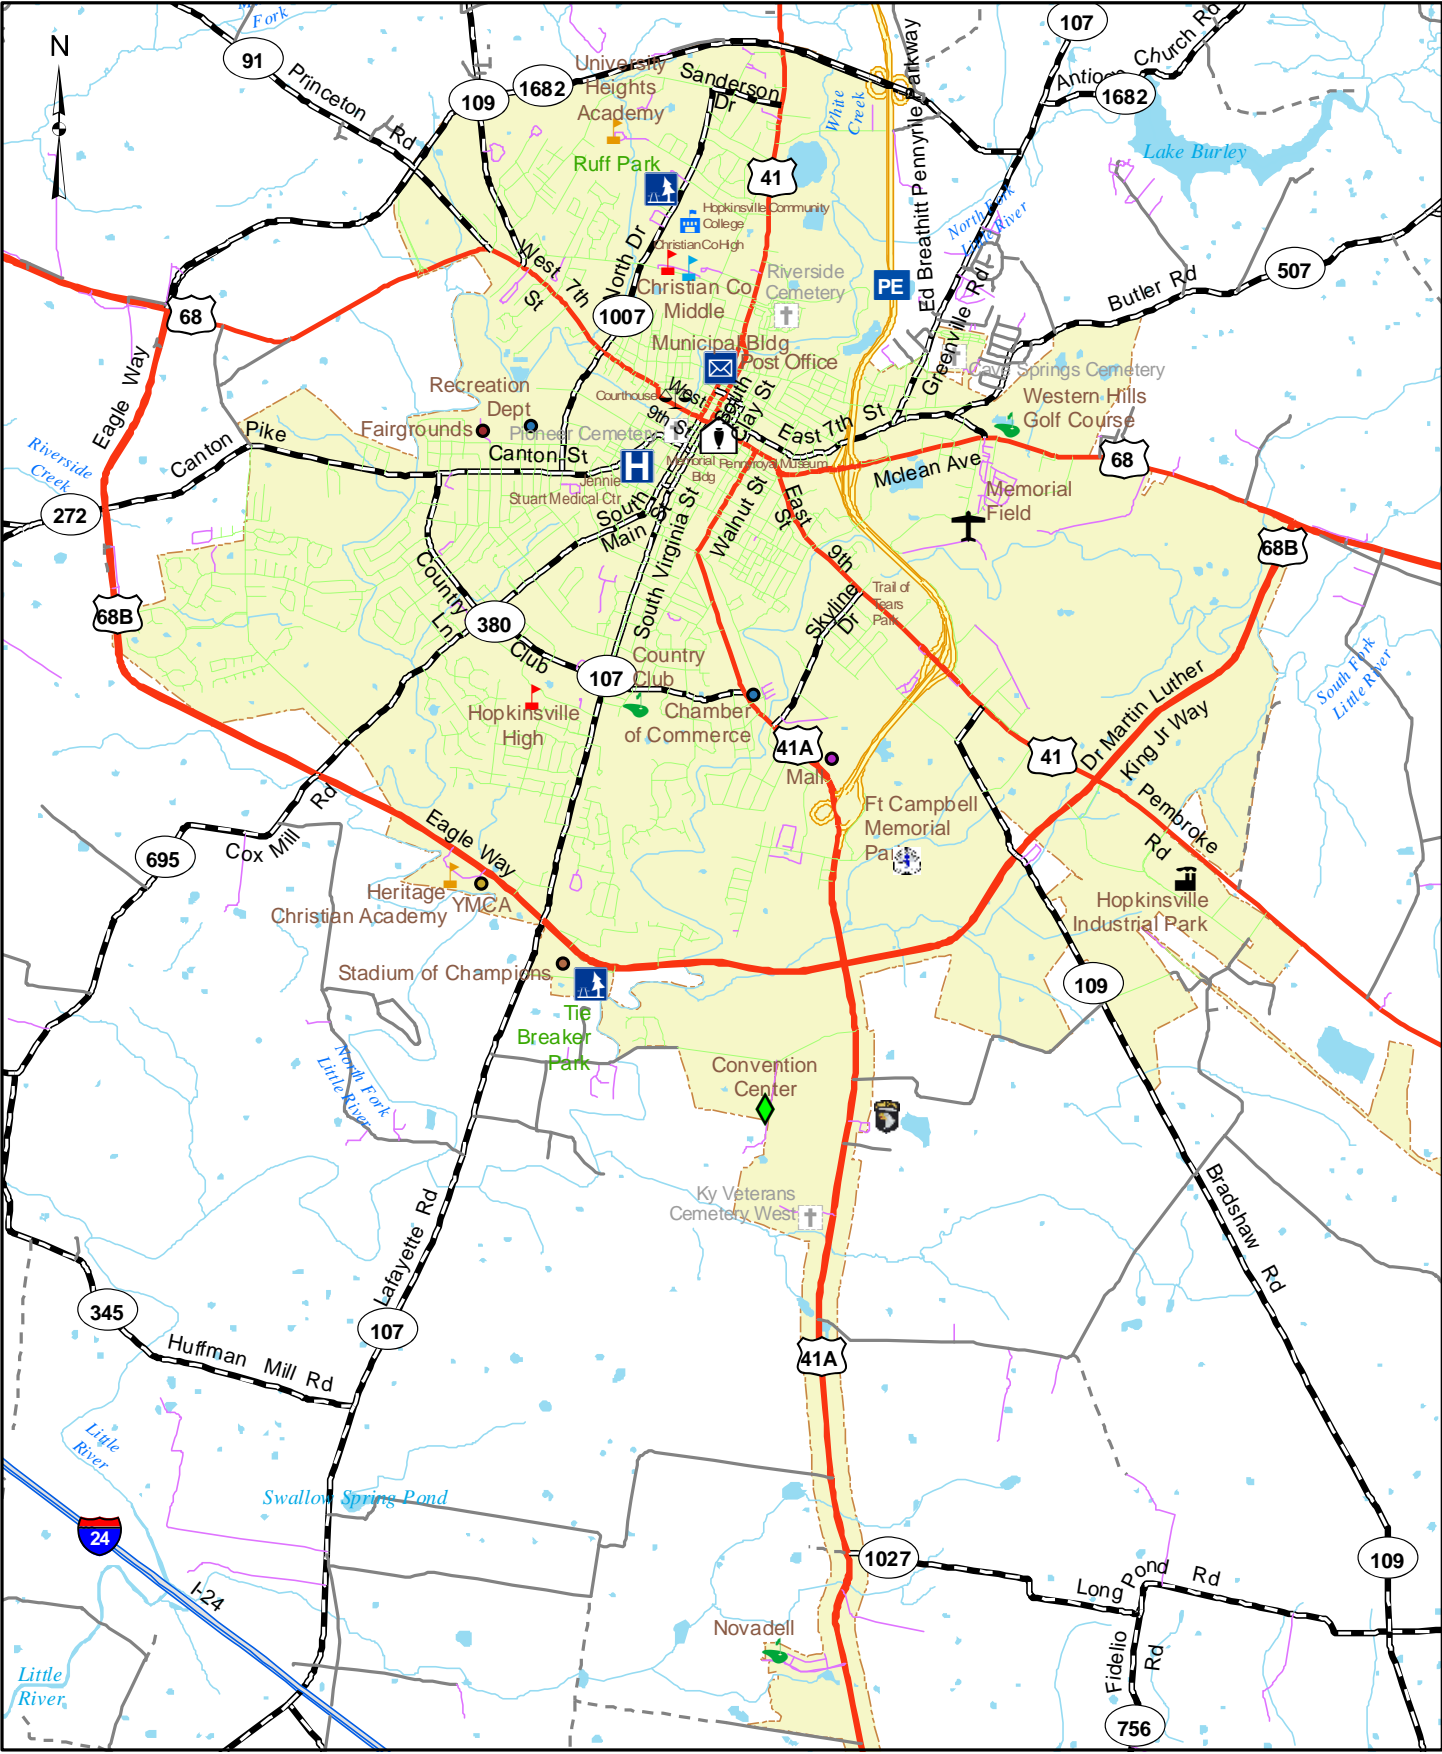 N
Fork
91
Princeton
Rd
109
1682
University
Heights
Academy
Sanderson
Dr
White
Creek
Ed Breathitt Pennyrile Parkway
107
Church Rd
1682
Lake Burley
Ruff Park
41
Hopkinsville Community
College
Christian Co High
North Dr
West 7th
St
Christian Co
Middle
Riverside
Cemetery
PE
North Fork
Little River
Greenville Rd
Butler Rd
507
68
1007
Municipal Bldg
Post Office
Cave Springs Cemetery
Western Hills
Golf Course
Eagle Way
Recreation
Dept
Fairgrounds
Courthouse
West
9th St
South
Clay St
East 7th St
Pioneer Cemetery
Canton Pike
Canton St
H
Jennie
Stuart Medical Ctr
Memorial
Bldg
Pennyroyal Museum
Mclean Ave
68
Riverside
Creek
272
Memorial
Field
South
Main St
South Virginia St
Walnut St
East
St
9th
68B
68B
Country
Ln
Club
380
Skyline
Dr
Trail of
Tears
Park
107
Country
Club
Hopkinsville
High
Chamber
of Commerce
41A
Mall
41
Dr Martin Luther
King Jr Way
South Fork
Little River
Pembroke
Rd
Ft Campbell
Memorial
Cox Mill
Rd
695
Eagle Way
Heritage
Christian Academy
YMCA
Hopkinsville
Industrial Park
Stadium of Champions
109
Tie
Breaker
Park
North Fork
Little River
Convention
Center
Ky Veterans
Cemetery West
Lafayette Rd
Bradshaw
Rd
345
107
Huffman Mill Rd
41A
Little
River
Swallow Spring Pond
24
I-24
1027
Long Pond Rd
109
Novadell
Fidelio
Rd
Little
River
756